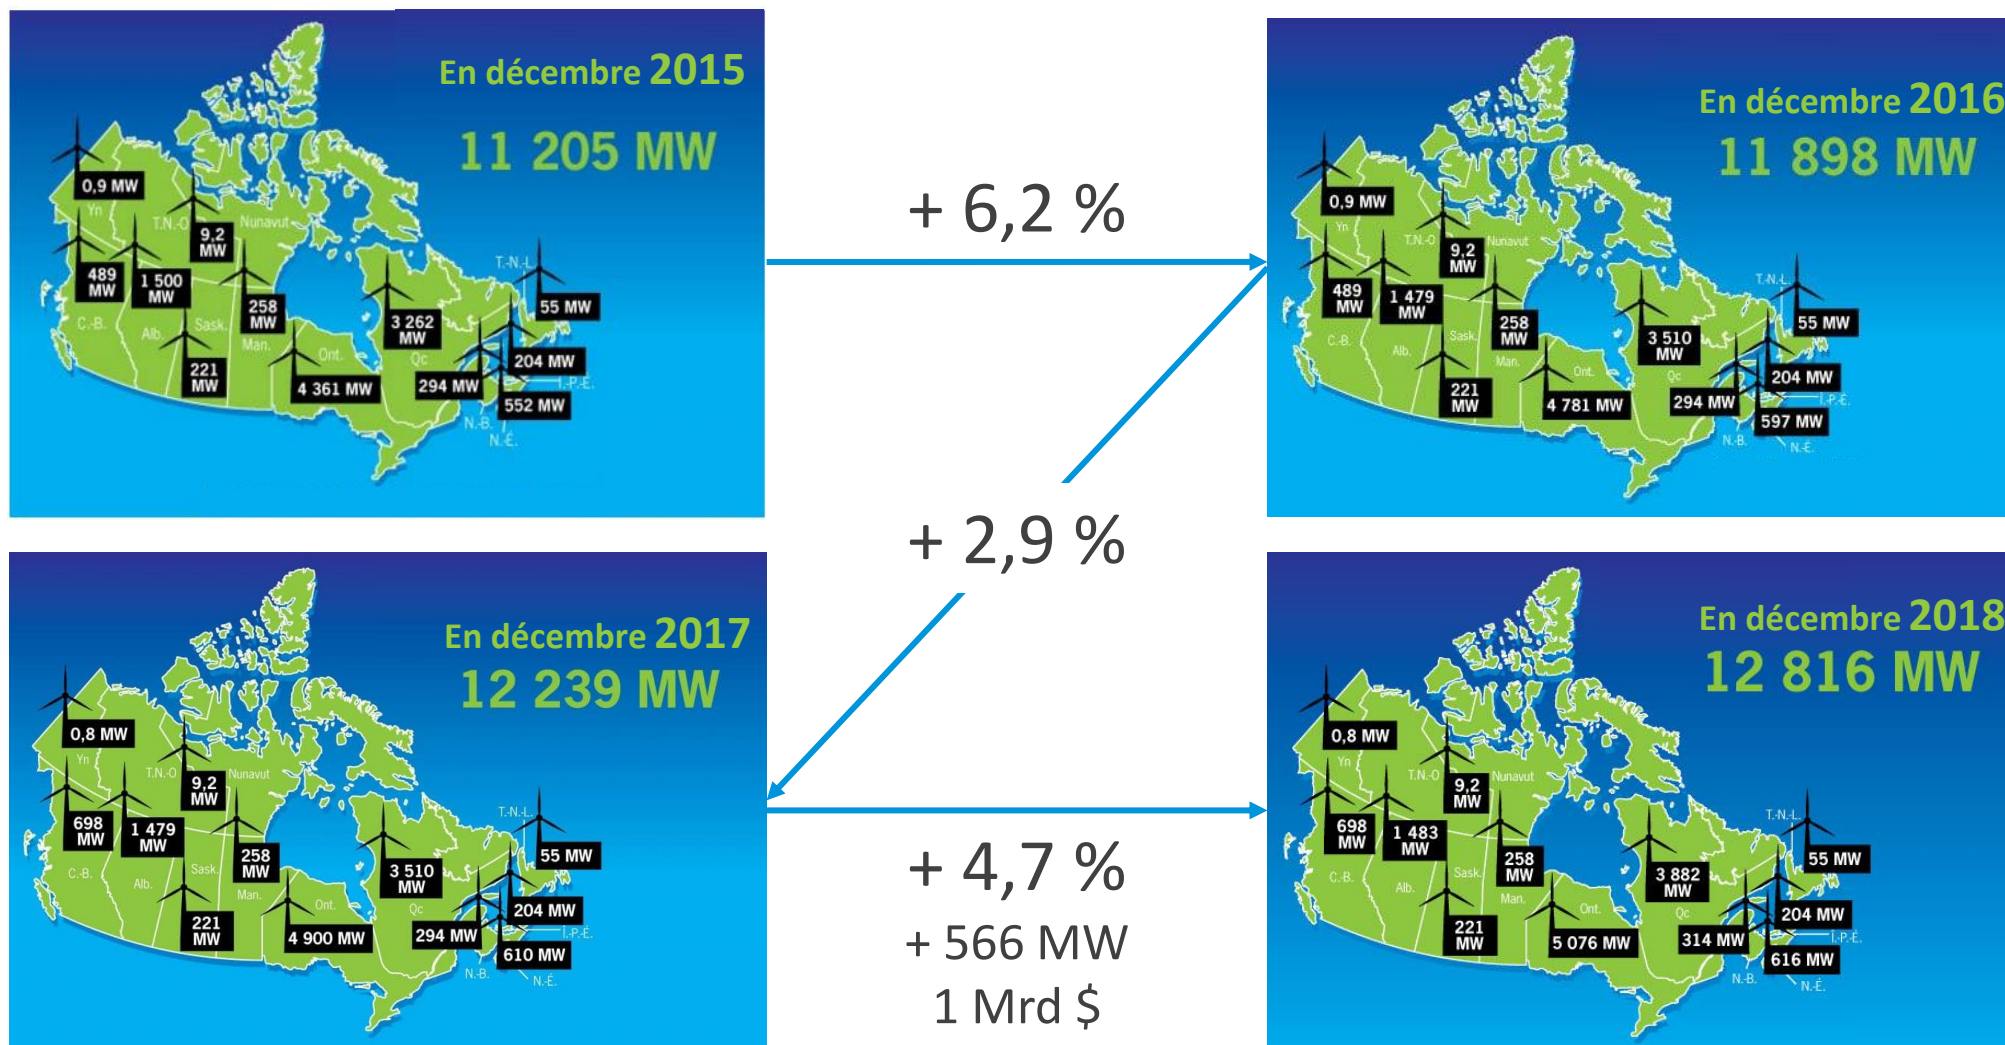 En décembre 2015
11 205 MW
0,9 MW
Yn
T.N.-O
Nunavut
9,2
MW
489
MW
1 500
MW
258
MW
3 262
MW
T.-N.-L.
55 MW
C.-B.
Alb.
Sask.
Man.
Ont.
Qc
221
MW
4 361 MW
294 MW
204 MW
Î.-P.-É.
552 MW
N.-B.
N.-É.
+ 6,2 %
En décembre 2016
11 898 MW
0,9 MW
Yn
T.N.-O
Nunavut
9,2
MW
489
MW
1 479
MW
258
MW
3 510
MW
T.-N.-L.
55 MW
C.-B.
Alb.
Sask.
Man.
Ont.
Qc
221
MW
4 781 MW
294 MW
204 MW
Î.-P.-É.
597 MW
N.-B.
N.-É.
+ 2,9 %
En décembre 2017
12 239 MW
0,8 MW
Yn
T.N.-O
Nunavut
9,2
MW
698
MW
1 479
MW
258
MW
3 510
MW
T.-N.-L.
55 MW
C.-B.
Alb.
Sask.
Man.
Ont.
Qc
221
MW
4 900 MW
294 MW
204 MW
Î.-P.-É.
610 MW
N.-B.
N.-É.
+ 4,7 %
+ 566 MW
1 Mrd $
En décembre 2018
12 816 MW
0,8 MW
Yn
T.N.-O
Nunavut
9,2
MW
698
MW
1 483
MW
258
MW
3 882
MW
T.-N.-L.
55 MW
C.-B.
Alb.
Sask.
Man.
Ont.
Qc
221
MW
5 076 MW
314 MW
204 MW
Î.-P.-É.
616 MW
N.-B.
N.-É.